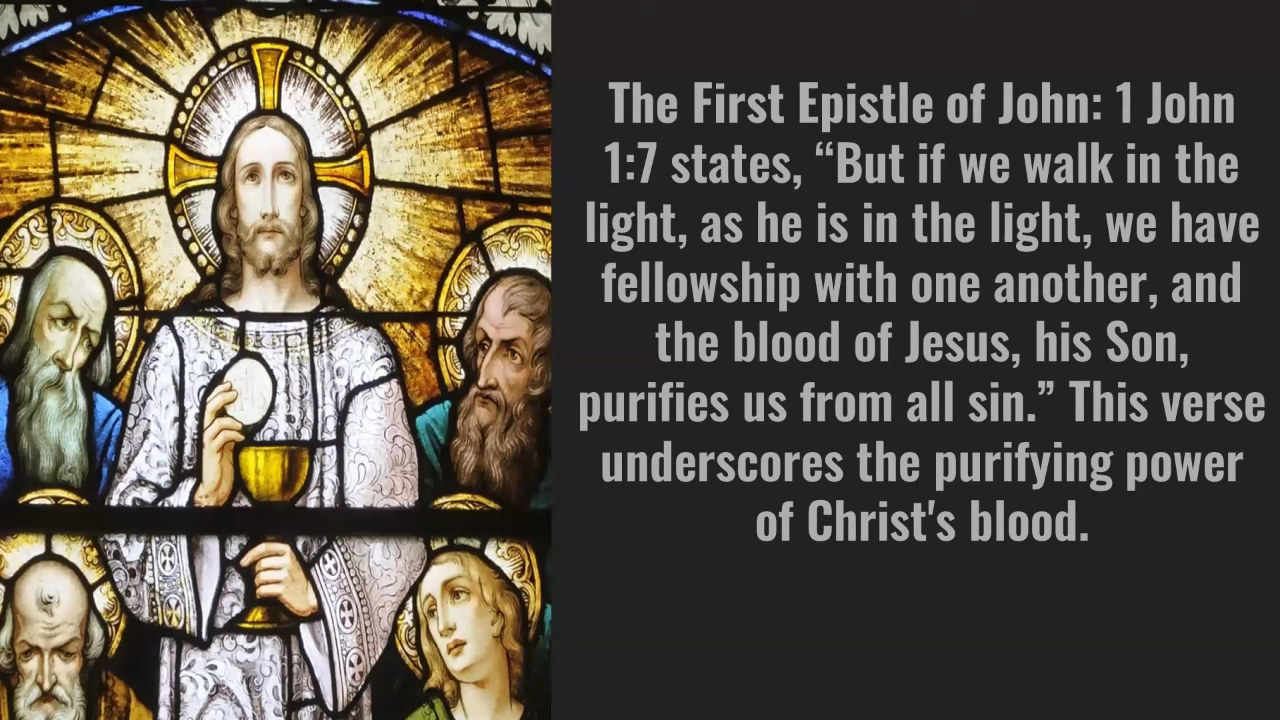 The First Epistle of John: 1 John
1:7 states, “But if we walk in the
light, as he is in the light, we have
fellowship with one another, and
the blood of Jesus, his Son,
purifies us from all sin.” This verse
underscores the purifying power
of Christ's blood.